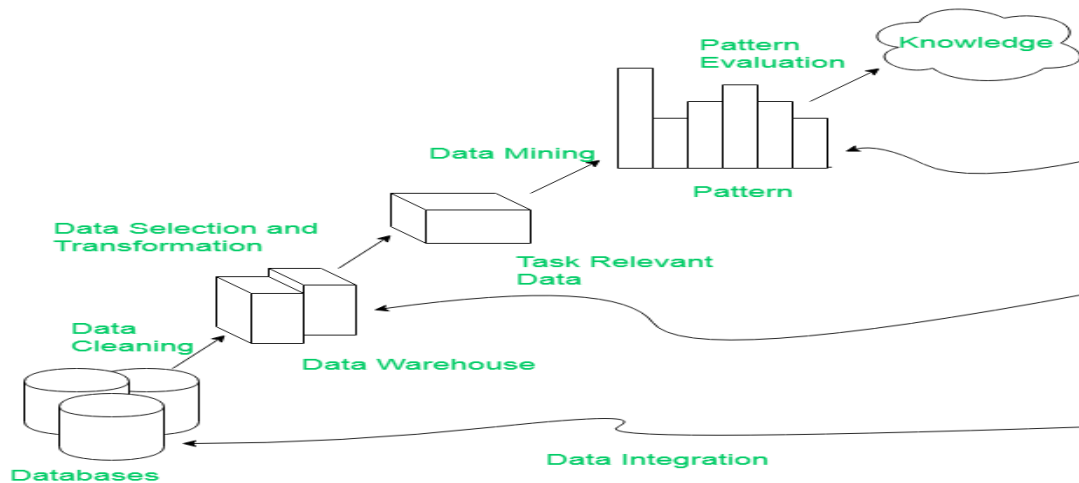 Knowledge
Pattern
Evaluation
Data Mining
Pattern
Data Selection and
Transformation
Task Relevant
Data
Data
Cleaning
Data Warehouse
Data Integration
Databases